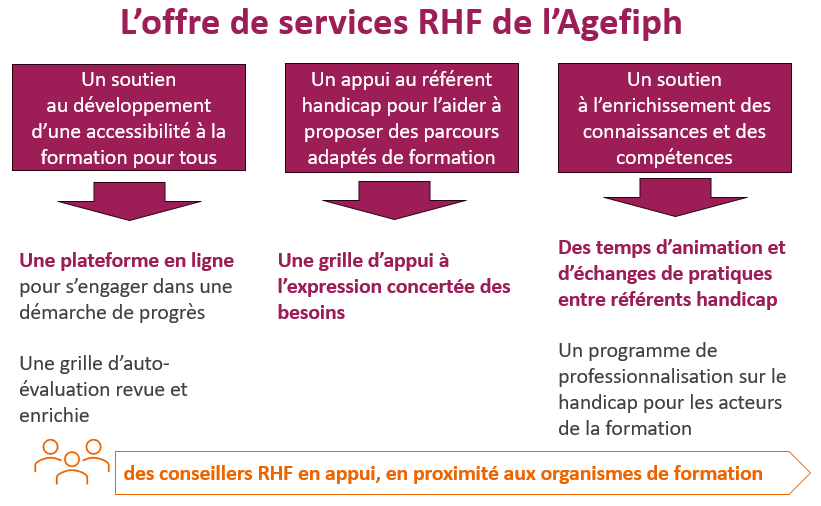 L’offre de services RHF de l’Agefiph
Un soutien
au développement
d’une accessibilité à la
formation pour tous
Un appui au référent
handicap pour l’aider à
proposer des parcours
adaptés de formation
Un soutien
à l’enrichissement des
connaissances et des
compétences
Une plateforme en ligne
pour s’engager dans une
démarche de progrès
Une grille d’auto-
évaluation revue et
enrichie
Une grille d’appui à
l’expression concertée des
besoins
Des temps d’animation et
d’échanges de pratiques
entre référents handicap
Un programme de
professionnalisation sur le
handicap pour les acteurs
de la formation
des conseillers RHF en appui, en proximité aux organismes de formation